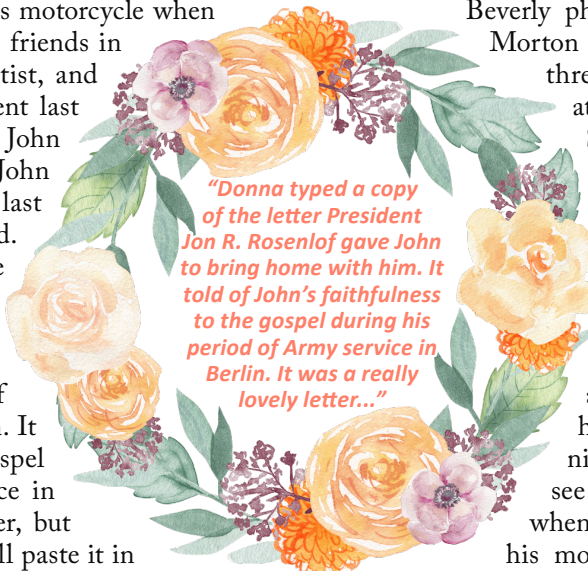 s motorcycle when
friends in
tist, and
ent last
John
John
last
d.
e
f
n. It
spel
ce in
er, but
ll paste it in
“Donna typed a copy
of the letter President
Jon R. Rosenlof gave John
to bring home with him. It
told of John’s faithfulness
to the gospel during his
period of Army service in
Berlin. It was a really
lovely letter...”
Beverly ph
Morton
thre
at
h
ni
see
when
his mo